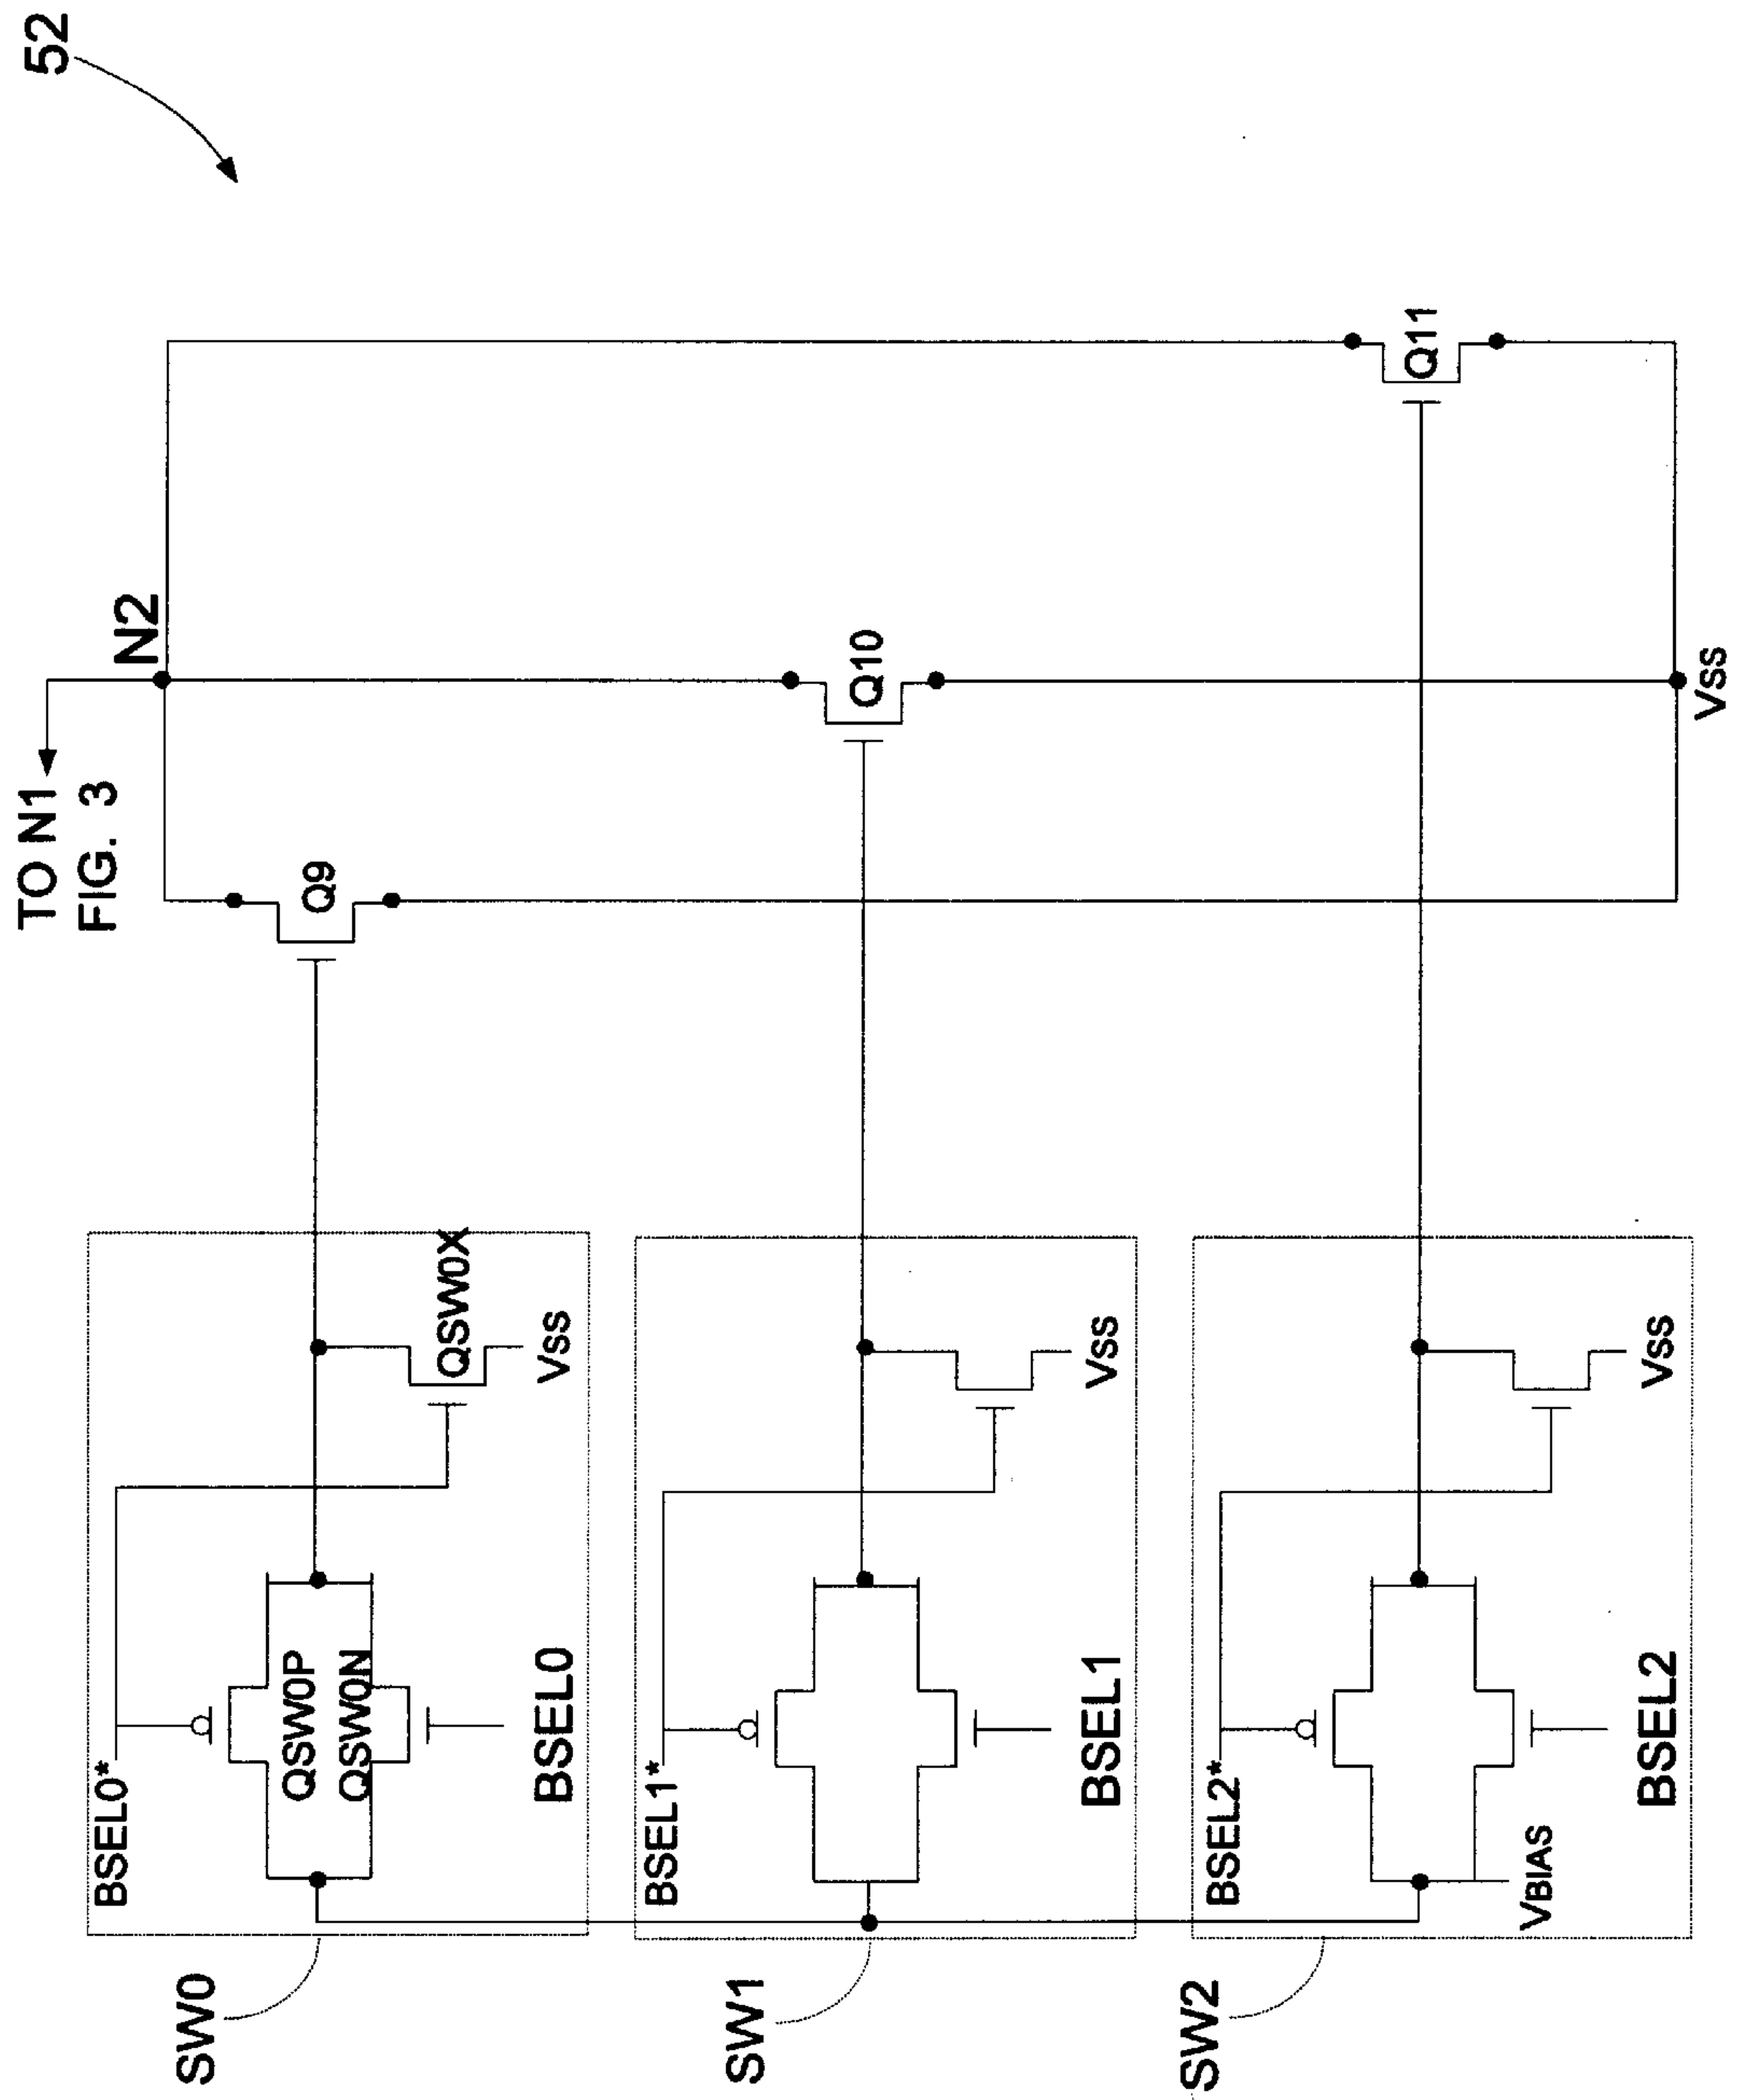 52
TO N1
FIG. 3
N2
Q9
Q10
Q11
Vss
SW0
BSEL0*
QSW0P
QSW0N
BSEL0
QSW0X
Vss
SW1
BSEL1*
BSEL1
Vss
SW2
BSEL2*
BSEL2
VBIAS
Vss